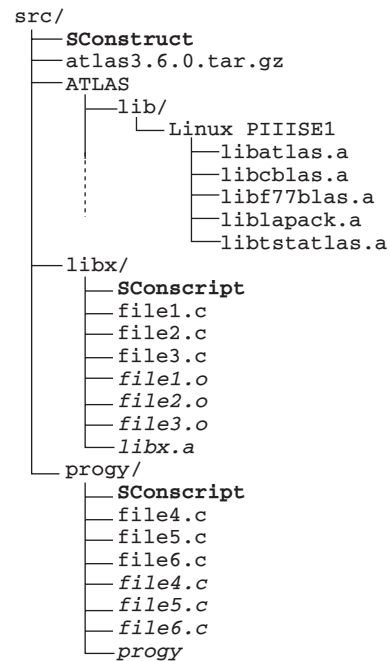 src/
SConstruct
atlas3.6.0.tar.gz
ATLAS
lib/
Linux PIIISE1
libatlas.a
libcblas.a
libf77blas.a
liblapack.a
libtstatlas.a
libx/
SConscript
file1.c
file2.c
file3.c
file1.o
file2.o
file3.o
libx.a
progy/
SConscript
file4.c
file5.c
file6.c
file4.c
file5.c
file6.c
progy